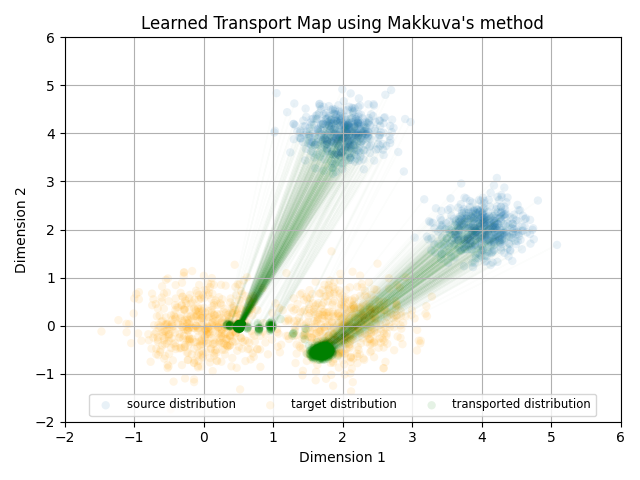 Learned Transport Map using Makkuva's method
6
5
4
3
2
1
0
−1
−2
Dimension 2
source distribution target distribution transported distribution
−2 −1 0 1 2 3 4 5 6
Dimension 1